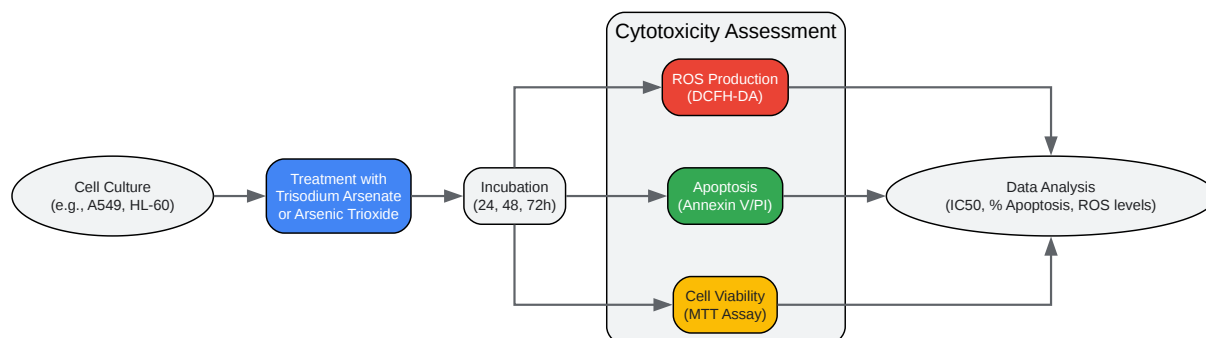 Cytotoxicity Assessment
ROS Production
(DCFH-DA)
Cell Culture
(e.g., A549, HL-60)
Treatment with
Trisodium Arsenate
or Arsenic Trioxide
Incubation
(24, 48, 72h)
Apoptosis
(Annexin V/PI)
Data Analysis
(IC50, % Apoptosis, ROS levels)
Cell Viability
(MTT Assay)